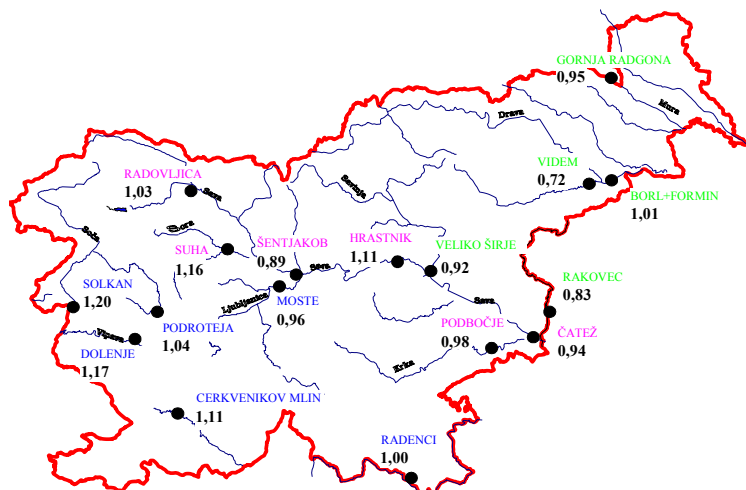 GORNJA RADGONA
0,95
Mura
Drava
VIDEM
0,72
BORL+FORMIN
1,01
RADOVLJICA
1,03
Sava
Savinja
Sora
Soča
SUHA
1,16
ŠENTJAKOB
0,89
Sava
HRASTNIK
1,11
VELIKO ŠIRJE
0,92
SOLKAN
1,20
Ljubljanica
MOSTE
0,96
Sava
RAKOVEC
0,83
Vipava
PODROTEJA
1,04
DOLENJE
1,17
PODBOČJE
0,98
ČATEŽ
0,94
Krka
CERKVENIKOV MLIN
1,11
RADENCI
1,00